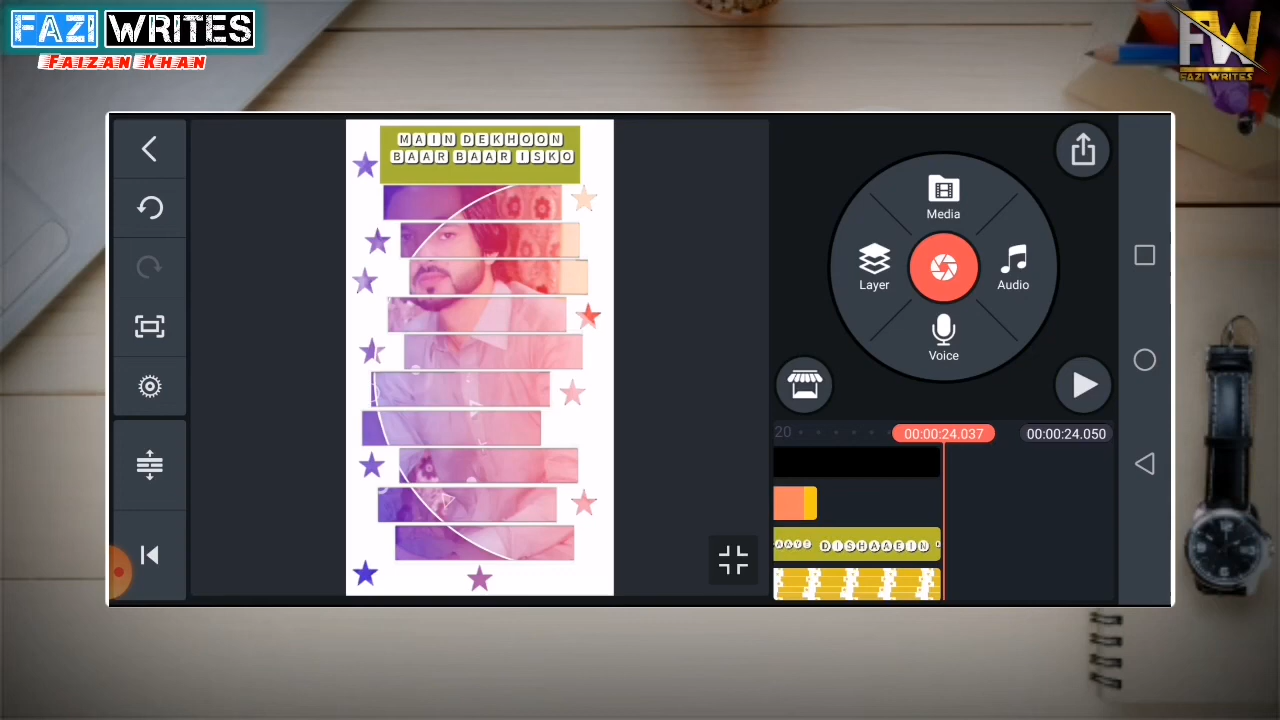 FAZI WRITES
FAIZAN KHAN
FW
FAZI WRITES
MAIN DEKHOON
BAAR BAAR ISKO
Media
Layer
Audio
Voice
20
00:00:24.037
00:00:24.050
DISHAAEIN